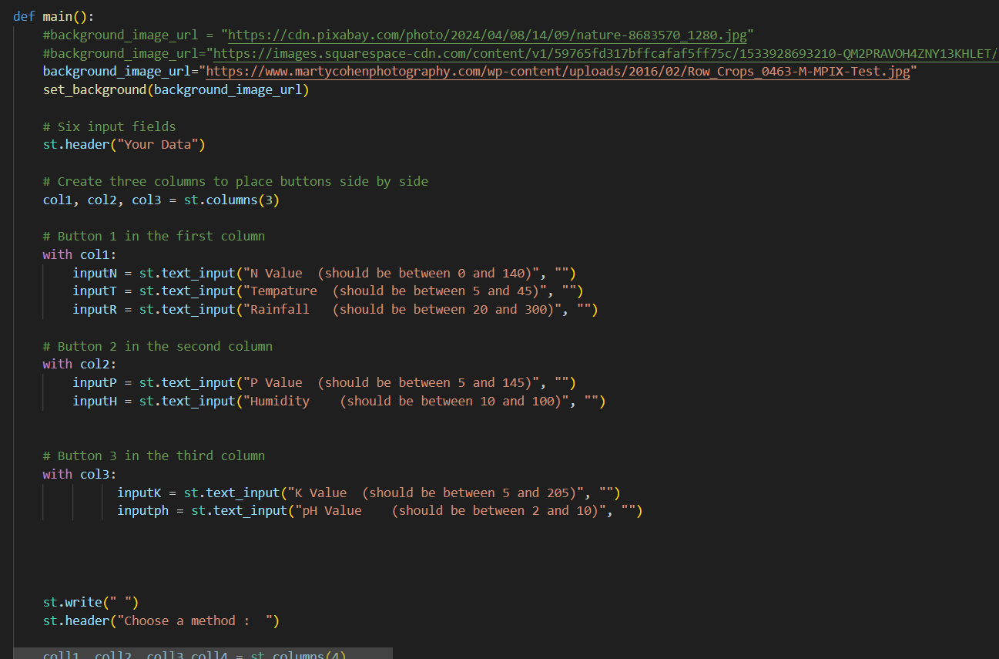 def main():
    #background_image_url = "https://cdn.pixabay.com/photo/2024/04/08/14/09/nature-8683570_1280.jpg"
    #background_image_url="https://images.squarespace-cdn.com/content/v1/59765fd317bffcafaf5ff75c/1533928693210-QM2PRAVOH4ZNY13KHLET/
    background_image_url="https://www.martycohenphotography.com/wp-content/uploads/2016/02/Row_Crops_0463-M-MPIX-Test.jpg"
    set_background(background_image_url)
    # Six input fields
    st.header("Your Data")
    # Create three columns to place buttons side by side
    col1, col2, col3 = st.columns(3)
    # Button 1 in the first column
    with col1:
        inputN = st.text_input("N Value  (should be between 0 and 140)", "")
        inputT = st.text_input("Tempature  (should be between 5 and 45)", "")
        inputR = st.text_input("Rainfall   (should be between 20 and 300)", "")
    # Button 2 in the second column
    with col2:
        inputP = st.text_input("P Value  (should be between 5 and 145)", "")
        inputH = st.text_input("Humidity    (should be between 10 and 100)", "")
    # Button 3 in the third column
    with col3:
              inputK = st.text_input("K Value  (should be between 5 and 205)", "")
              inputph = st.text_input("pH Value    (should be between 2 and 10)", "")
    st.write(" ")
    st.header("Choose a method :  ")
    coll1, coll2, coll3,coll4 = st.columns(4)